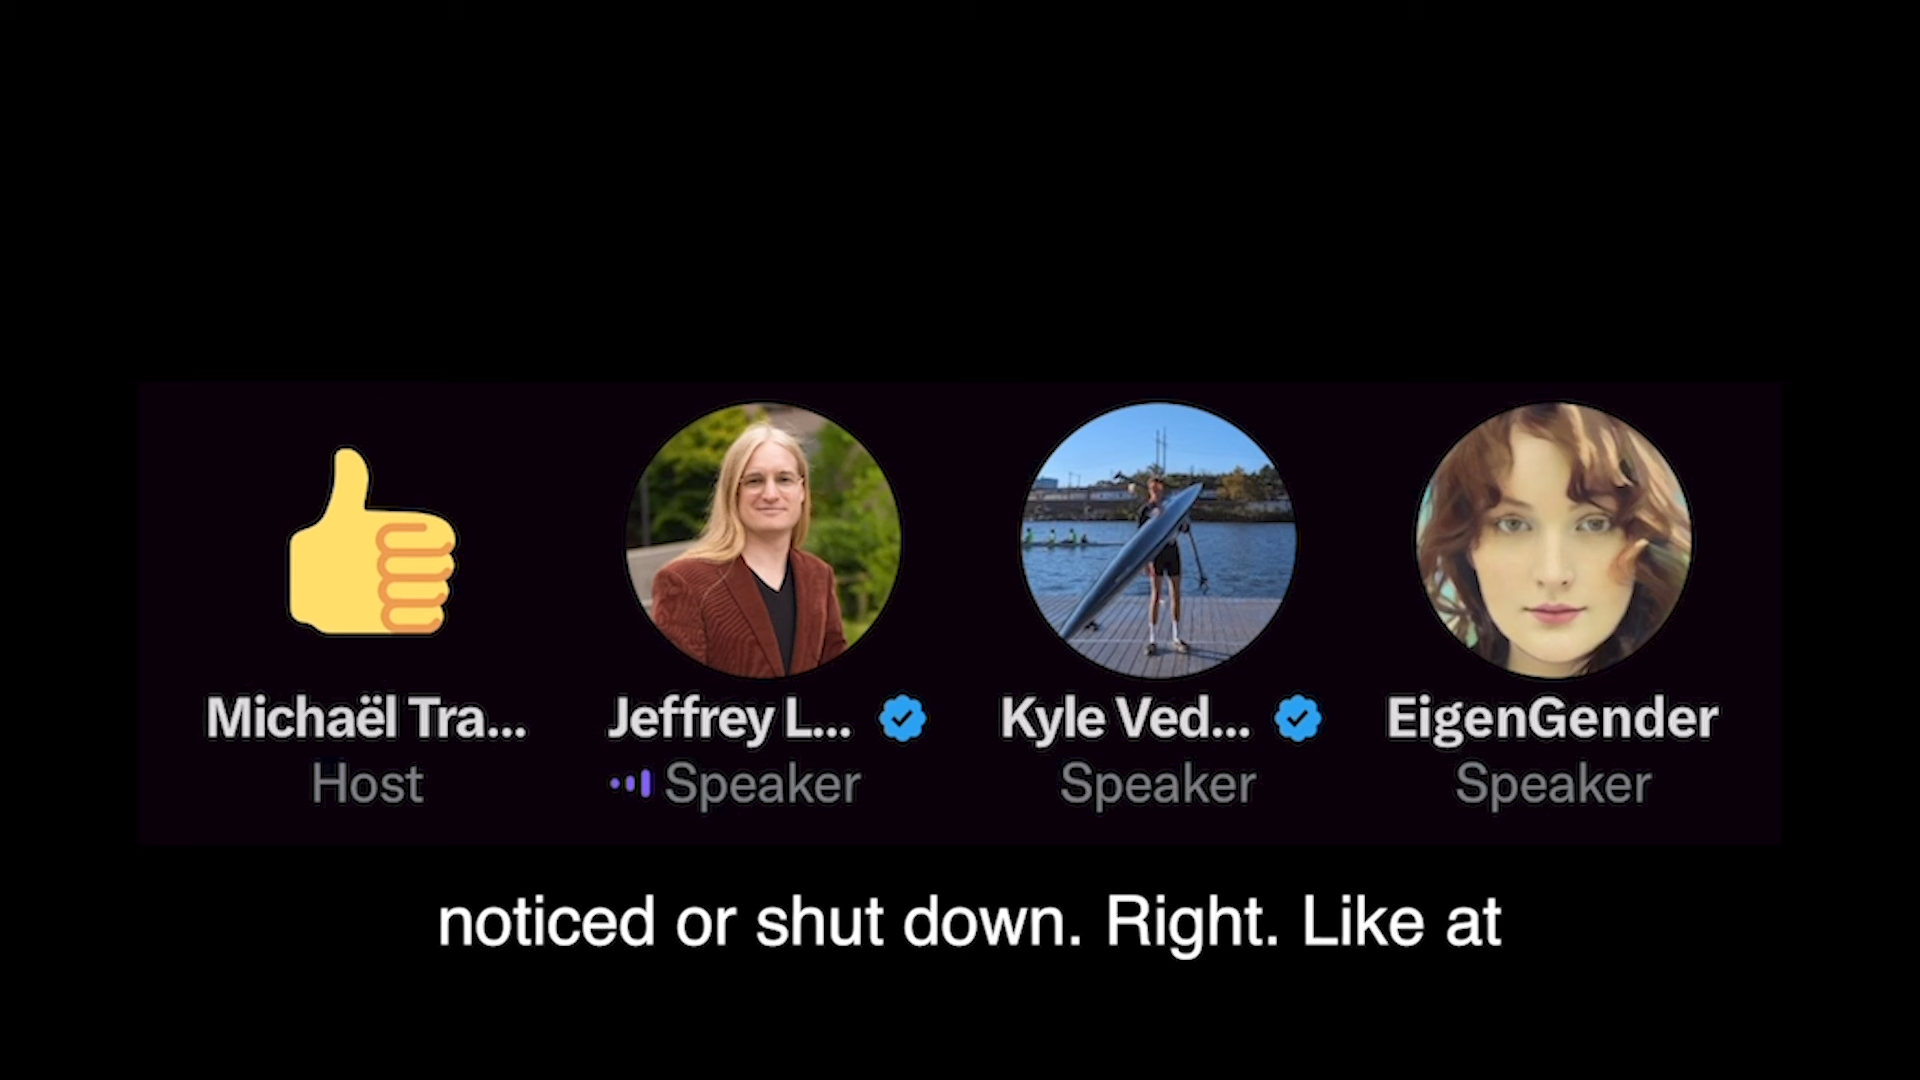 Michaël Tra...
Jeffrey L...
Kyle Ved...
EigenGender
Host
Speaker
Speaker
Speaker
noticed or shut down. Right. Like at